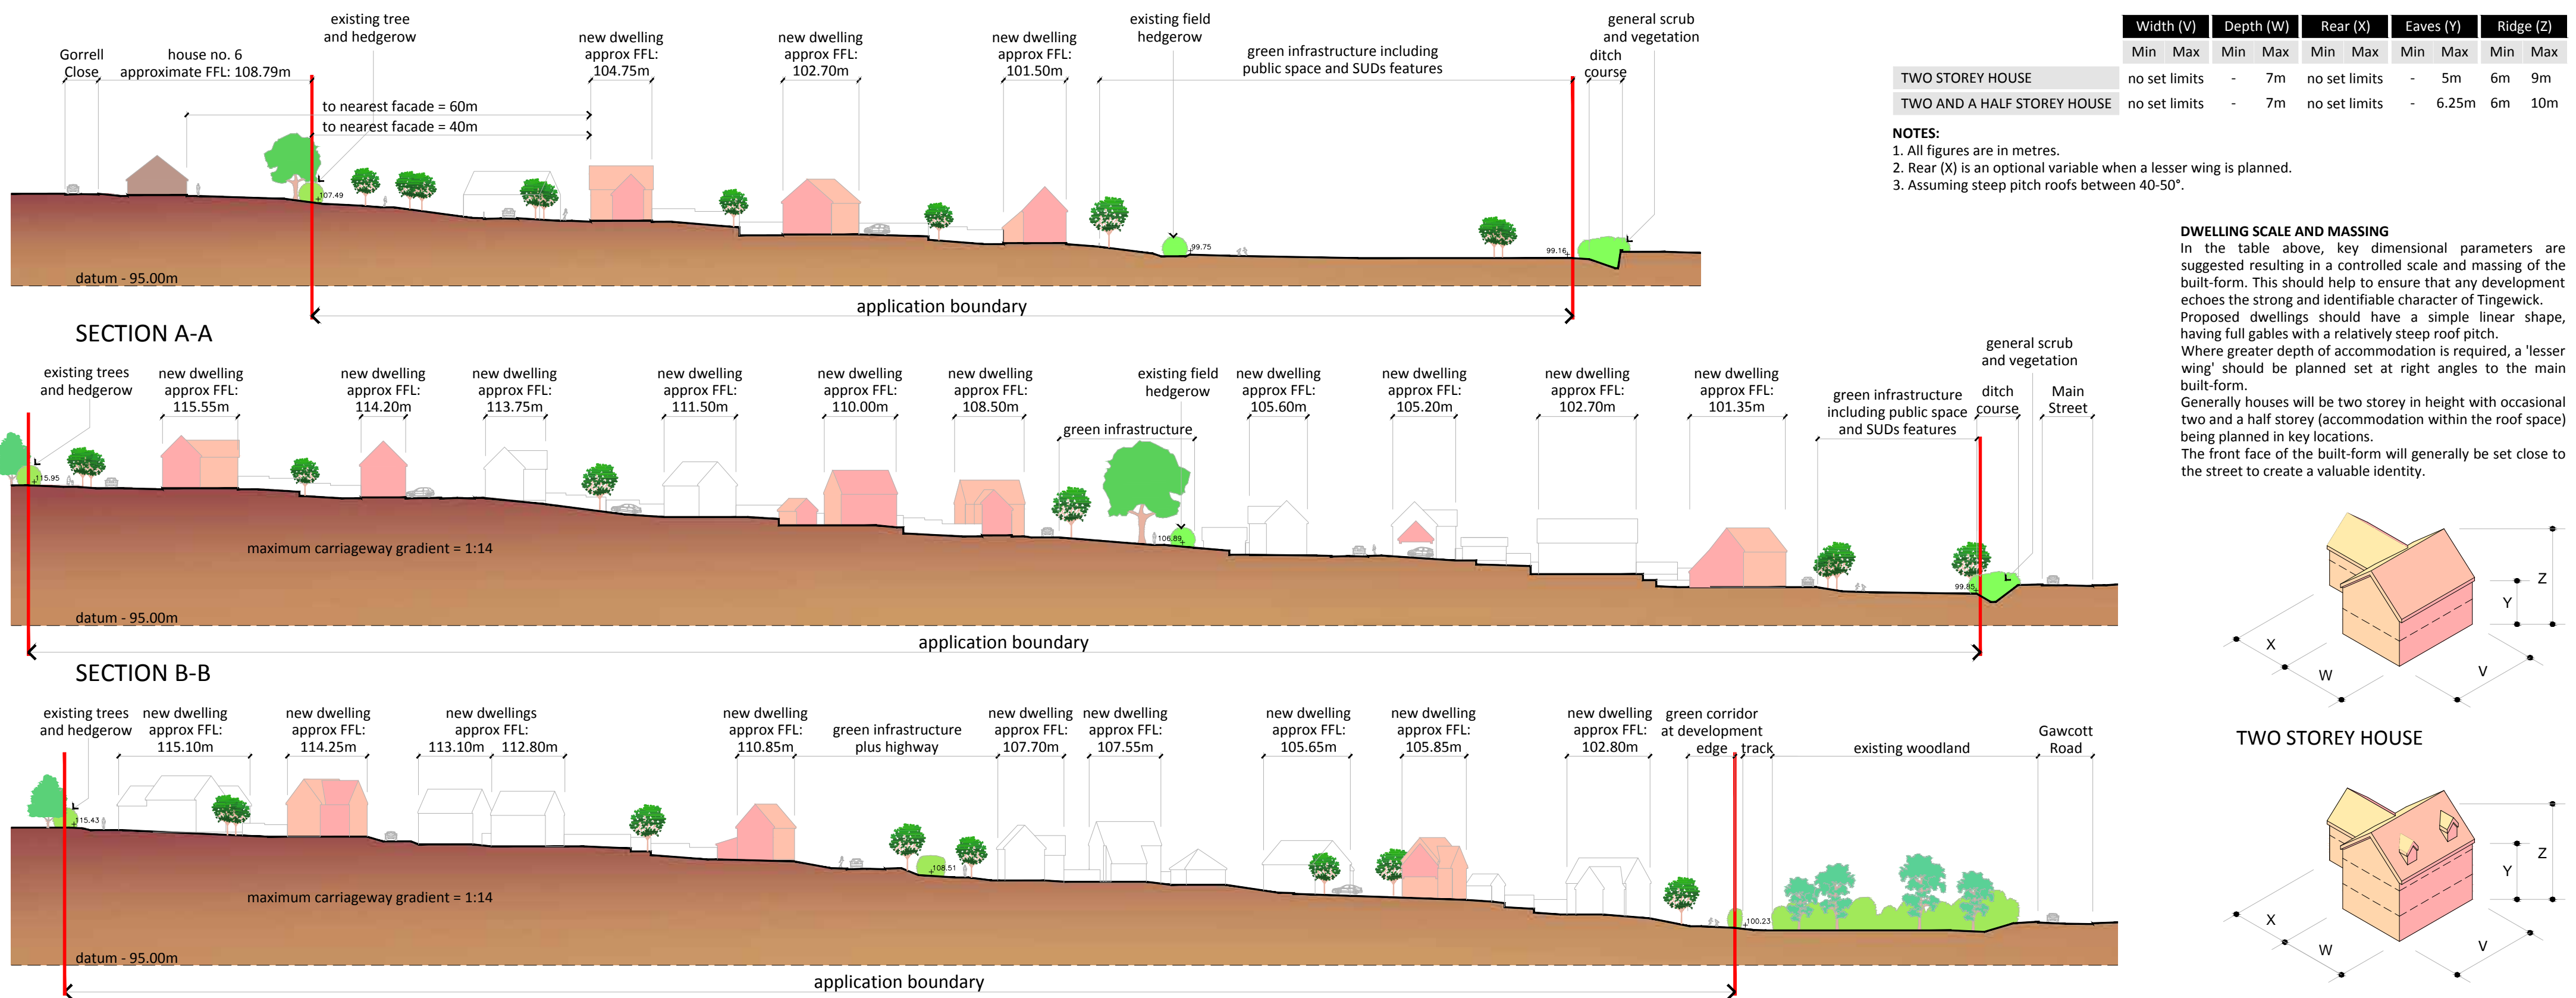 existing tree
and hedgerow
Gorrell
Close
house no. 6
approximate FFL: 108.79m
new dwelling
approx FFL:
104.75m
new dwelling
approx FFL:
102.70m
new dwelling
approx FFL:
101.50m
existing field
hedgerow
green infrastructure including
public space and SUDs features
ditch
course
general scrub
and vegetation
to nearest facade = 60m
to nearest facade = 40m
107.49
99.75
99.16
datum - 95.00m
application boundary
SECTION A-A
existing trees
and hedgerow
new dwelling
approx FFL:
115.55m
new dwelling
approx FFL:
114.20m
new dwelling
approx FFL:
113.75m
new dwelling
approx FFL:
111.50m
new dwelling
approx FFL:
110.00m
new dwelling
approx FFL:
108.50m
green infrastructure
existing field
hedgerow
new dwelling
approx FFL:
105.60m
new dwelling
approx FFL:
105.20m
new dwelling
approx FFL:
102.70m
new dwelling
approx FFL:
101.35m
green infrastructure
including public space
and SUDs features
general scrub
and vegetation
ditch
course
Main
Street
115.95
106.89
99.85
maximum carriageway gradient = 1:14
datum - 95.00m
application boundary
SECTION B-B
existing trees
and hedgerow
new dwelling
approx FFL:
115.10m
new dwelling
approx FFL:
114.25m
new dwellings
approx FFL:
113.10m 112.80m
new dwelling
approx FFL:
110.85m
green infrastructure
plus highway
new dwelling
approx FFL:
107.70m
new dwelling
approx FFL:
107.55m
new dwelling
approx FFL:
105.65m
new dwelling
approx FFL:
105.85m
new dwelling
approx FFL:
102.80m
green corridor
at development
edge
track
existing woodland
Gawcott
Road
115.43
108.51
100.23
maximum carriageway gradient = 1:14
datum - 95.00m
application boundary
Width (V) Depth (W) Rear (X) Eaves (Y) Ridge (Z)
Min Max Min Max Min Max Min Max Min Max
TWO STOREY HOUSE no set limits - 7m no set limits - 5m 6m 9m
TWO AND A HALF STOREY HOUSE no set limits - 7m no set limits - 6.25m 6m 10m
NOTES:
1. All figures are in metres.
2. Rear (X) is an optional variable when a lesser wing is planned.
3. Assuming steep pitch roofs between 40-50°.
DWELLING SCALE AND MASSING
In the table above, key dimensional parameters are
suggested resulting in a controlled scale and massing of the
built-form. This should help to ensure that any development
echoes the strong and identifiable character of Tingewick.
Proposed dwellings should have a simple linear shape,
having full gables with a relatively steep roof pitch.
Where greater depth of accommodation is required, a 'lesser
wing' should be planned set at right angles to the main
built-form.
Generally houses will be two storey in height with occasional
two and a half storey (accommodation within the roof space)
being planned in key locations.
The front face of the built-form will generally be set close to
the street to create a valuable identity.
Z
Y
X
W
V
TWO STOREY HOUSE
Z
Y
X
W
V